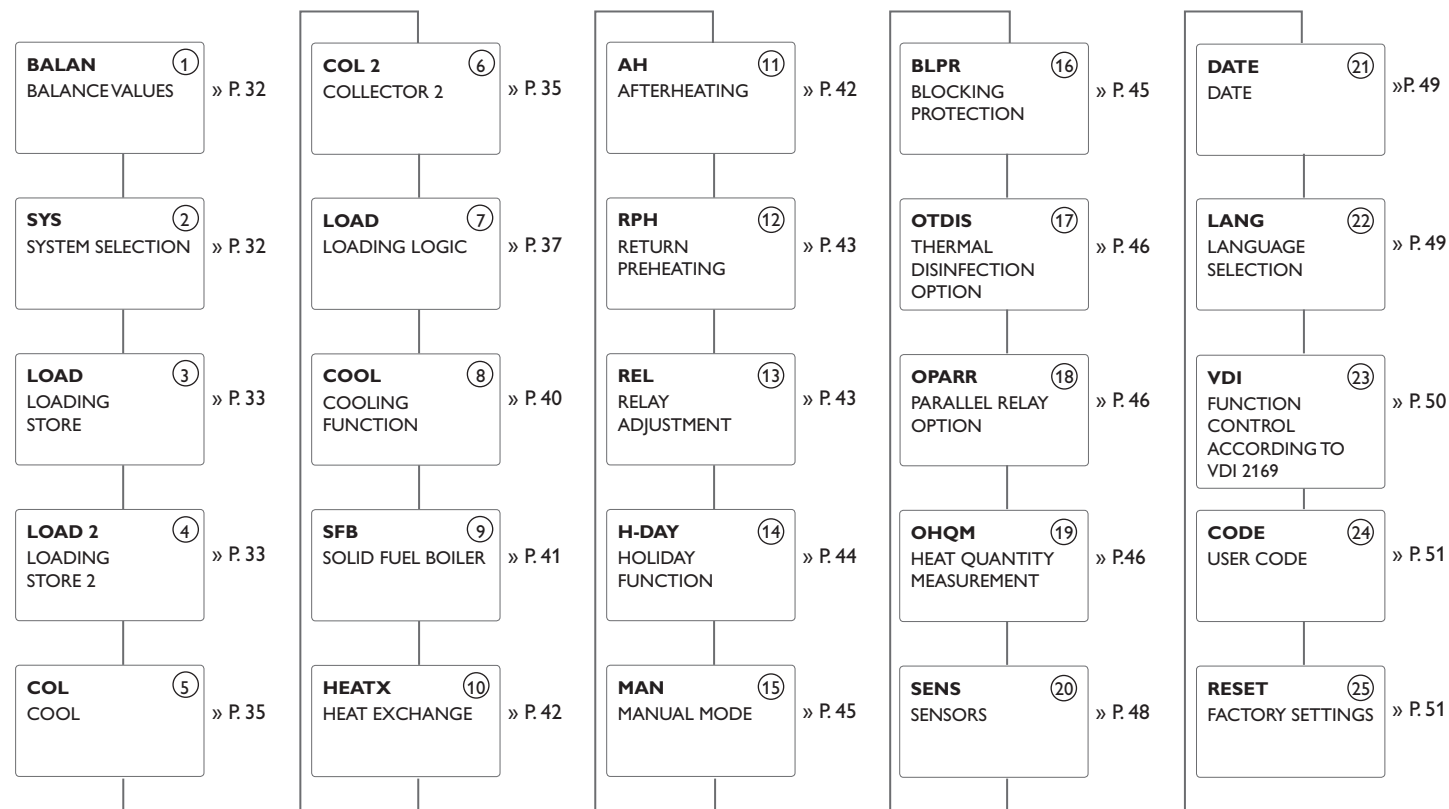 BALAN 1
BALANCE VALUES » P. 32
SYS 2
SYSTEM SELECTION » P. 32
LOAD 3
LOADING » P. 33
STORE
LOAD 2 4
LOADING » P. 33
STORE 2
COL 5
COOL » P. 35
COL 2 6
COLLECTOR 2 » P. 35
LOAD 7
LOADING LOGIC » P. 37
COOL 8
COOLING » P. 40
FUNCTION
SFB 9
SOLID FUEL BOILER » P. 41
HEATX 10
HEAT EXCHANGE » P. 42
AH 11
AFTERHEATING » P. 42
RPH 12
RETURN » P. 43
PREHEATING
REL 13
RELAY » P. 43
ADJUSTMENT
H-DAY 14
HOLIDAY » P. 44
FUNCTION
MAN 15
MANUAL MODE » P. 45
BLPR 16
BLOCKING » P. 45
PROTECTION
OTDIS 17
THERMAL » P. 46
DISINFECTION
OPTION
OPARR 18
PARALLEL RELAY » P. 46
OPTION
OHQM 19
HEAT QUANTITY » P.46
MEASUREMENT
SENS 20
SENSORS » P. 48
DATE 21
DATE »P. 49
LANG 22
LANGUAGE » P. 49
SELECTION
VDI 23
FUNCTION » P. 50
CONTROL
ACCORDING TO
VDI 2169
CODE 24
USER CODE » P. 51
RESET 25
FACTORY SETTINGS » P. 51